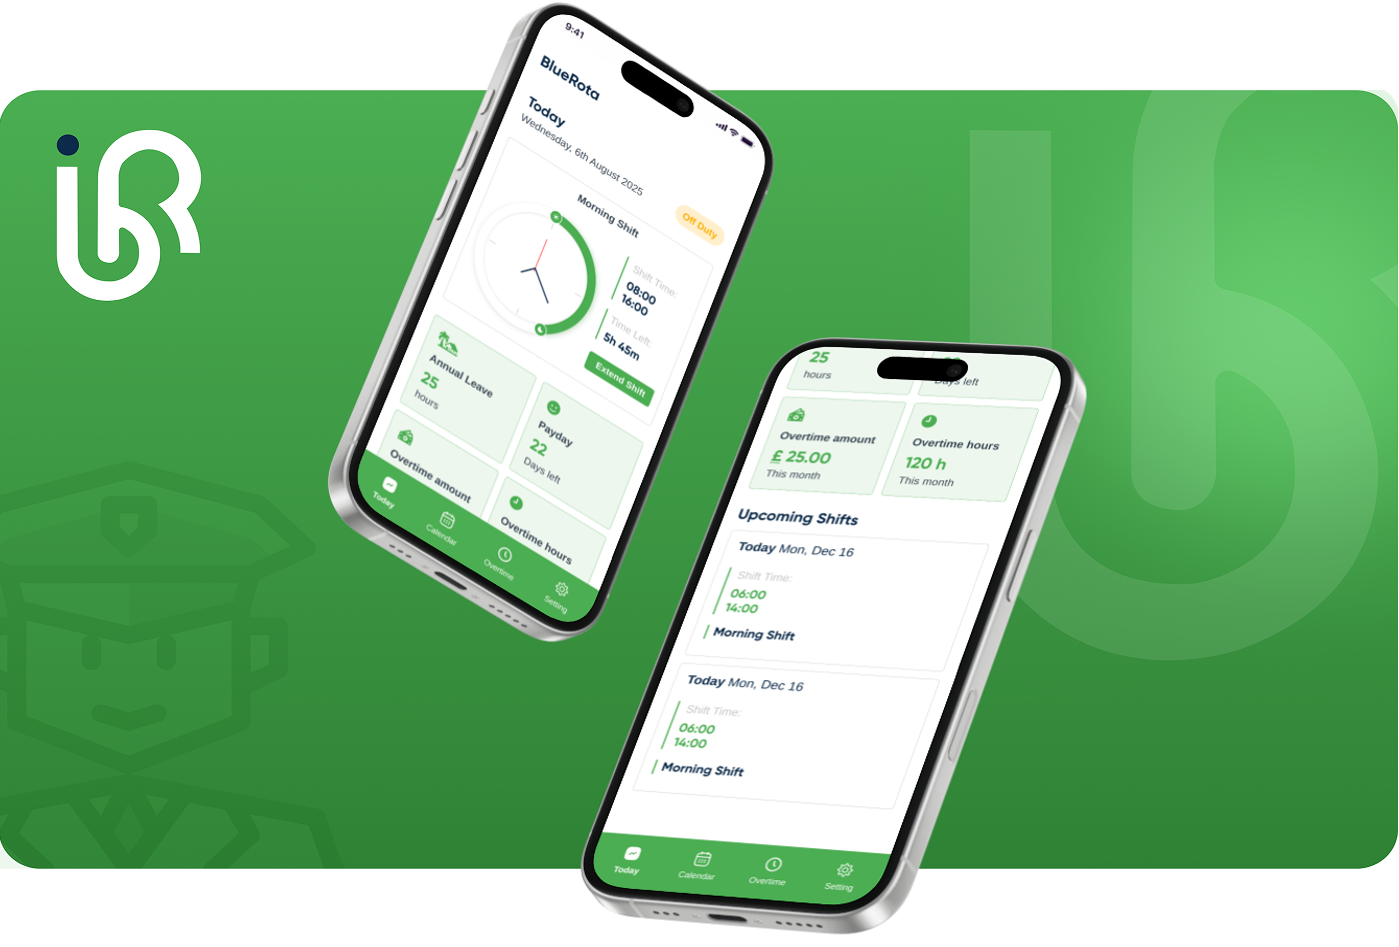 9:41
BlueRota
Today
Wednesday, 6th August 2025
Off Duty
Morning Shift
Shift Time:
08:00
16:00
Time Left:
5h 45m
Extend Shift
Annual Leave
25
hours
Payday
22
Days left
Overtime amount
Overtime hours
Today
Calendar
Overtime
Setting
25
hours
Days left
Overtime amount
£ 25.00
This month
Overtime hours
120 h
This month
Upcoming Shifts
Today Mon, Dec 16
Shift Time:
06:00
14:00
Morning Shift
Today Mon, Dec 16
Shift Time:
06:00
14:00
Morning Shift
Today
Calendar
Overtime
Setting